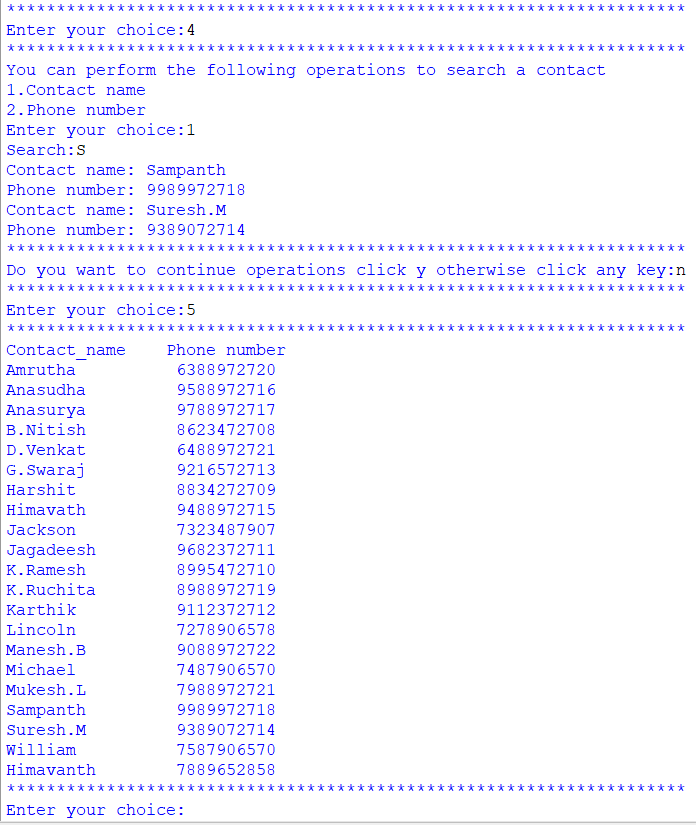 ********************************************************************
Enter your choice:4
********************************************************************
You can perform the following operations to search a contact
1.Contact name
2.Phone number
Enter your choice:1
Search:S
Contact name: Sampanth
Phone number: 9989972718
Contact name: Suresh.M
Phone number: 9389072714
********************************************************************
Do you want to continue operations click y otherwise click any key:n
********************************************************************
Enter your choice:5
********************************************************************
Contact_name    Phone number
Amrutha          6388972720
Anasudha         9588972716
Anasurya         9788972717
B.Nitish         8623472708
D.Venkat         6488972721
G.Swaraj         9216572713
Harshit          8834272709
Himavath         9488972715
Jackson          7323487907
Jagadeesh        9682372711
K.Ramesh         8995472710
K.Ruchita        8988972719
Karthik          9112372712
Lincoln          7278906578
Manesh.B         9088972722
Michael          7487906570
Mukesh.L         7988972721
Sampanth         9989972718
Suresh.M         9389072714
William          7587906570
Himavanth        7889652858
********************************************************************
Enter your choice: